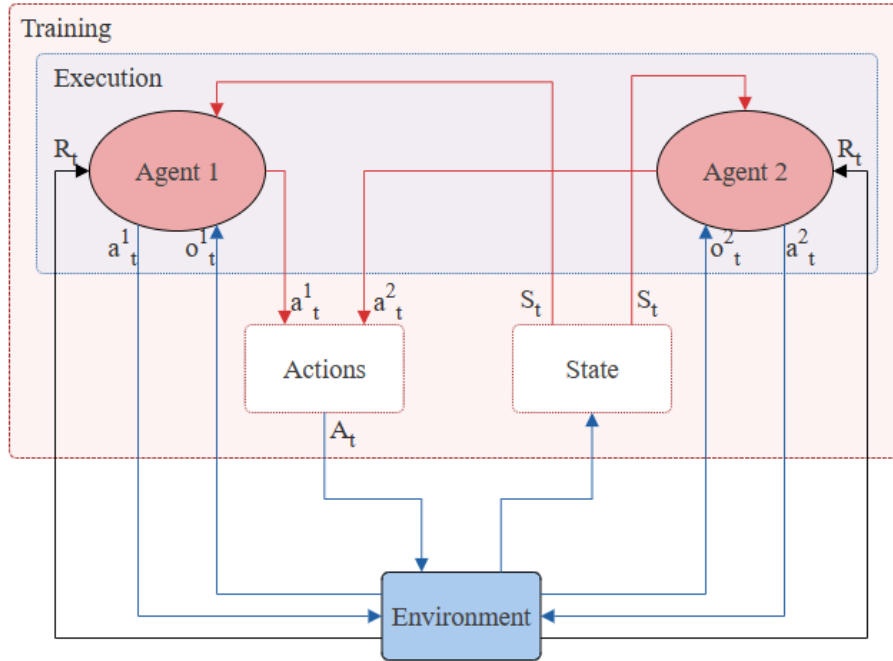 Training
Execution
R_t
Agent 1
Agent 2
R_t
a^1_t
o^1_t
o^2_t
a^2_t
a^1_t
a^2_t
S_t
S_t
Actions
State
A_t
Environment